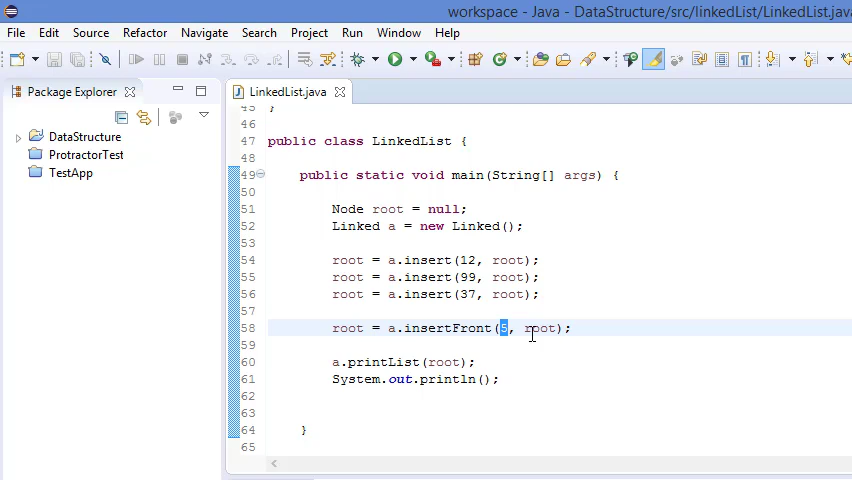 workspace - Java - DataStructure/src/linkedList/LinkedList.java
File Edit Source Refactor Navigate Search Project Run Window Help
Package Explorer
LinkedList.java
DataStructure
ProtractorTest
TestApp
45 }
46
47 public class LinkedList {
48
49 public static void main(String[] args) {
50
51 Node root = null;
52 Linked a = new Linked();
53
54 root = a.insert(12, root);
55 root = a.insert(99, root);
56 root = a.insert(37, root);
57
58 root = a.insertFront(5, root);
59
60 a.printList(root);
61 System.out.println();
62
63
64 }
65